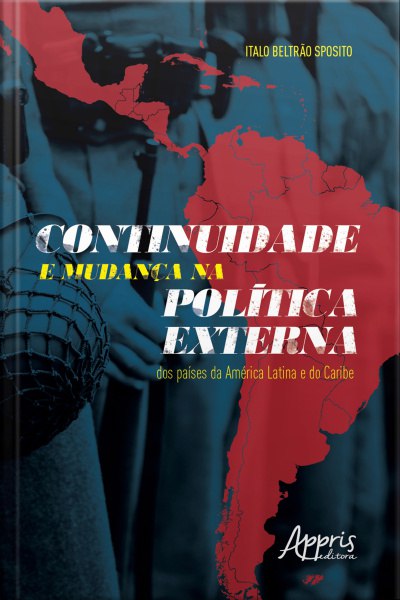 ITALO BELTRÃO SPOSITO
CONTINUIDADE
E MUDANÇA NA
POLÍTICA
EXTERNA
dos países da América Latina e do Caribe
Appris
editora